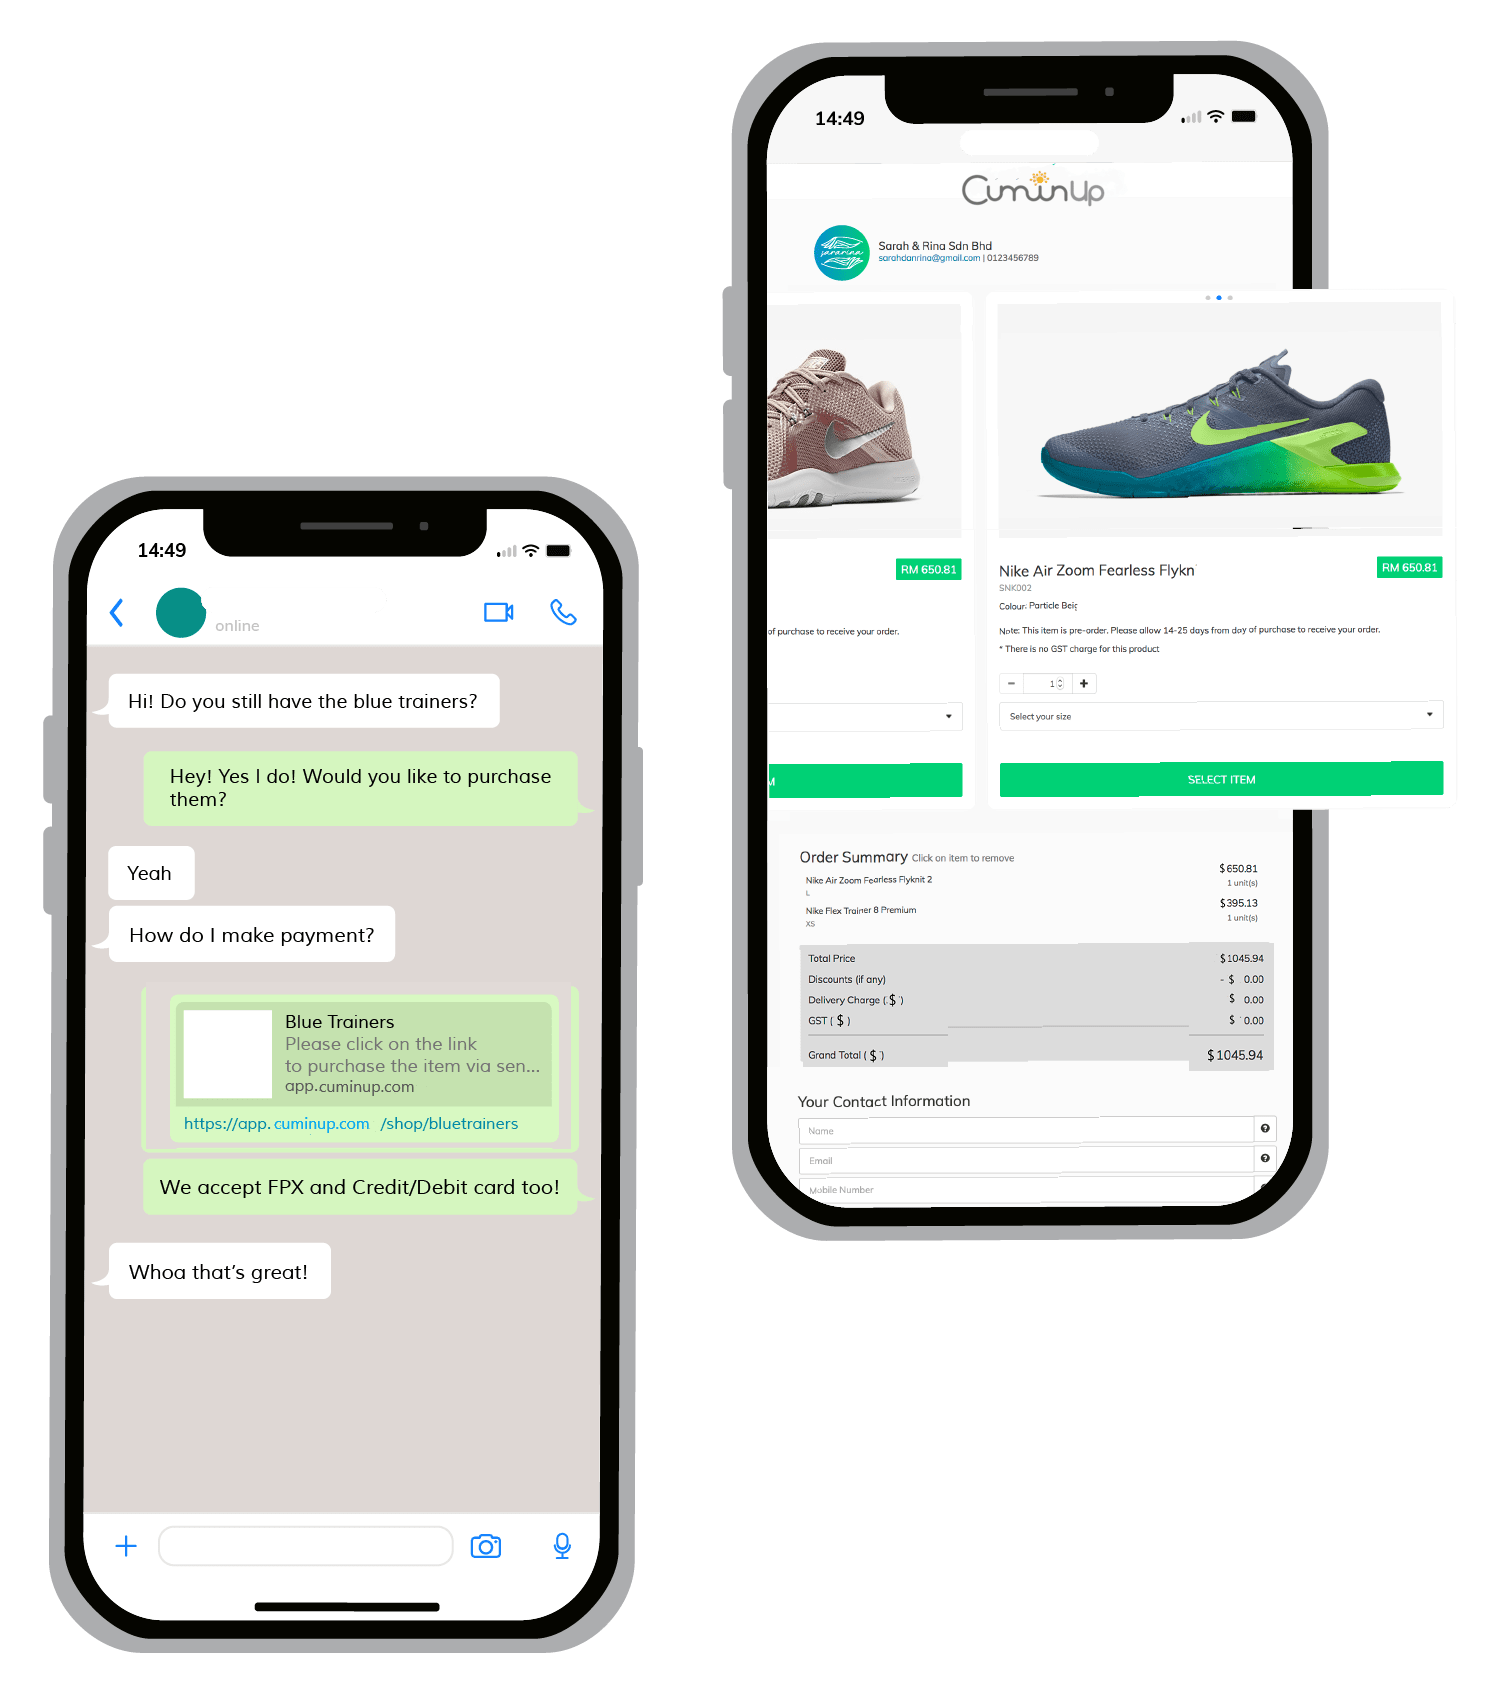 14:49
online
Hi! Do you still have the blue trainers?
Hey! Yes I do! Would you like to purchase
them?
Yeah
How do I make payment?
Blue Trainers
Please click on the link
to purchase the item via sen...
app.cuminup.com
https://app. cuminup.com /shop/bluetrainers
We accept FPX and Credit/Debit card too!
Whoa that's great!
14:49
CuminUp
sararina
Sarah & Rina Sdn Bhd
sarahdanrina@gmail.com | 0123456789
RM 650.81
of purchase to receive your order.
M
Nike Air Zoom Fearless Flykn
RM 650.81
SNK002
Colour: Particle Beig
Note: This item is pre-order. Please allow 14-25 days from day of purchase to receive your order.
* There is no GST charge for this product
- 1 +
Select your size
SELECT ITEM
Order Summary Click on item to remove
Nike Air Zoom Fearless Flyknit 2 $650.81
L 1 unit(s)
Nike Flex Trainer 8 Premium $395.13
XS 1 unit(s)
Total Price $1045.94
Discounts (if any) - $ 0.00
Delivery Charge ( $ ) $ 0.00
GST ( $ ) $ 0.00
Grand Total ( $ ) $1045.94
Your Contact Information
Name
Email
Mobile Number